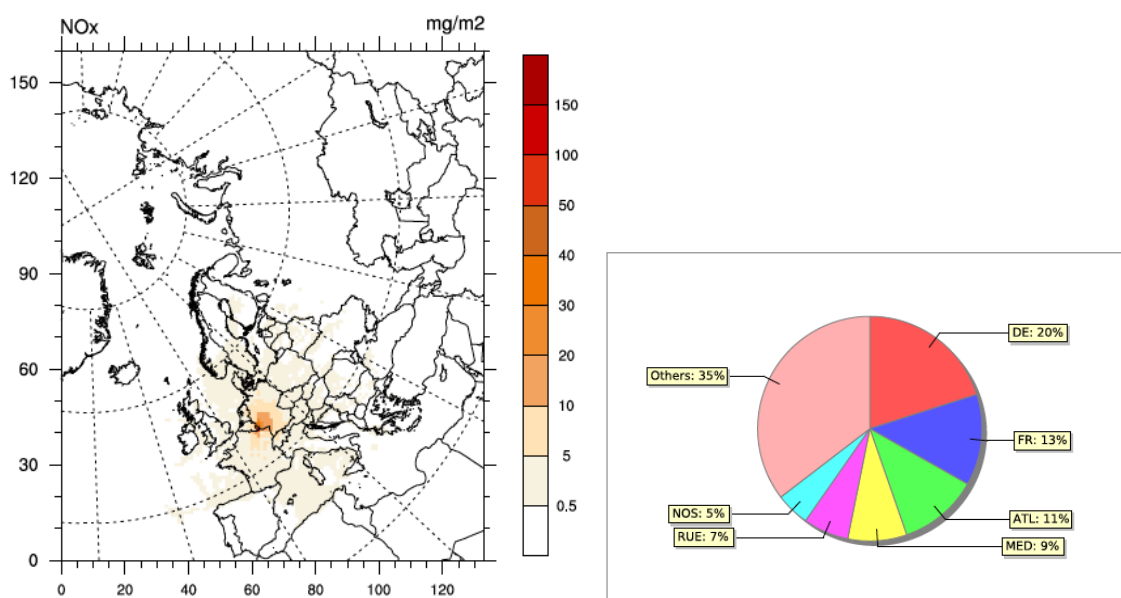 NOx mg/m2
150
120
90
60
30
0
0 20 40 60 80 100 120
150
100
50
40
30
20
10
5
0.5
DE: 20%
Others: 35%
FR: 13%
NOS: 5%
ATL: 11%
RUE: 7%
MED: 9%